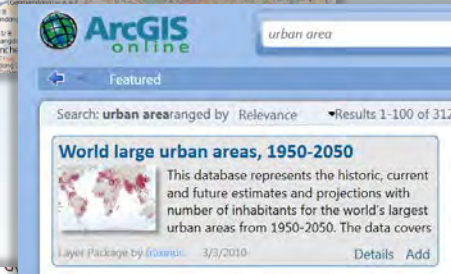 ArcGIS
online
urban area
Featured
Search: urban arearanged by Relevance Results 1-100 of 312
World large urban areas, 1950-2050
This database represents the historic, current
and future estimates and projections with
number of inhabitants for the world's largest
urban areas from 1950-2050. The data covers
Layer Package by 3/3/2010
Details Add